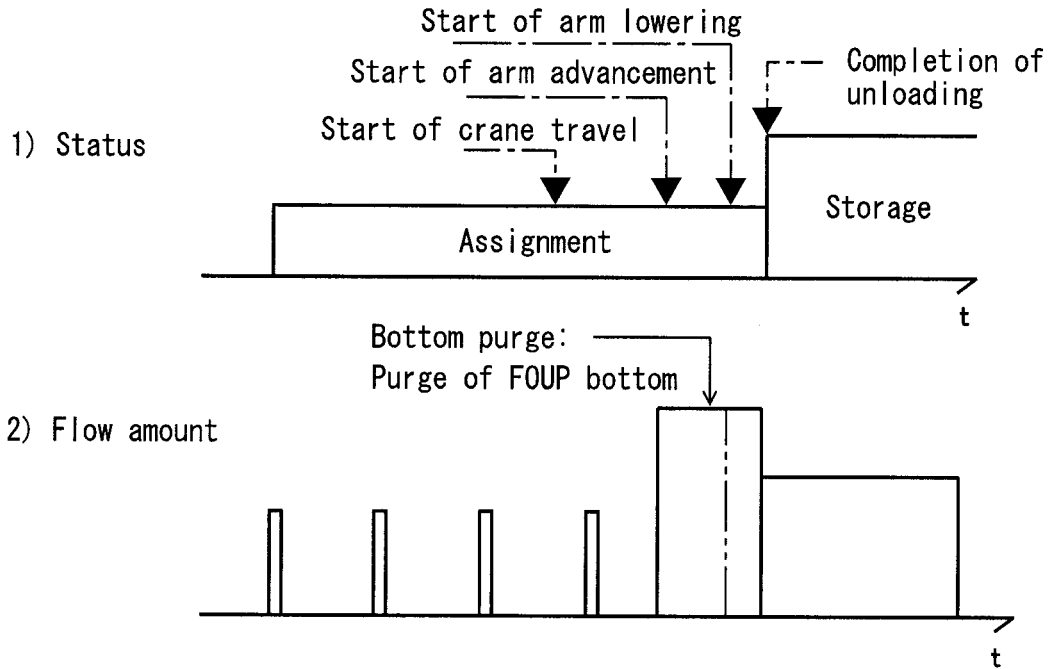 Start of arm lowering
Start of arm advancement
Start of crane travel
Completion of
unloading
1) Status
Storage
Assignment
t
Bottom purge:
Purge of FOUP bottom
2) Flow amount
t